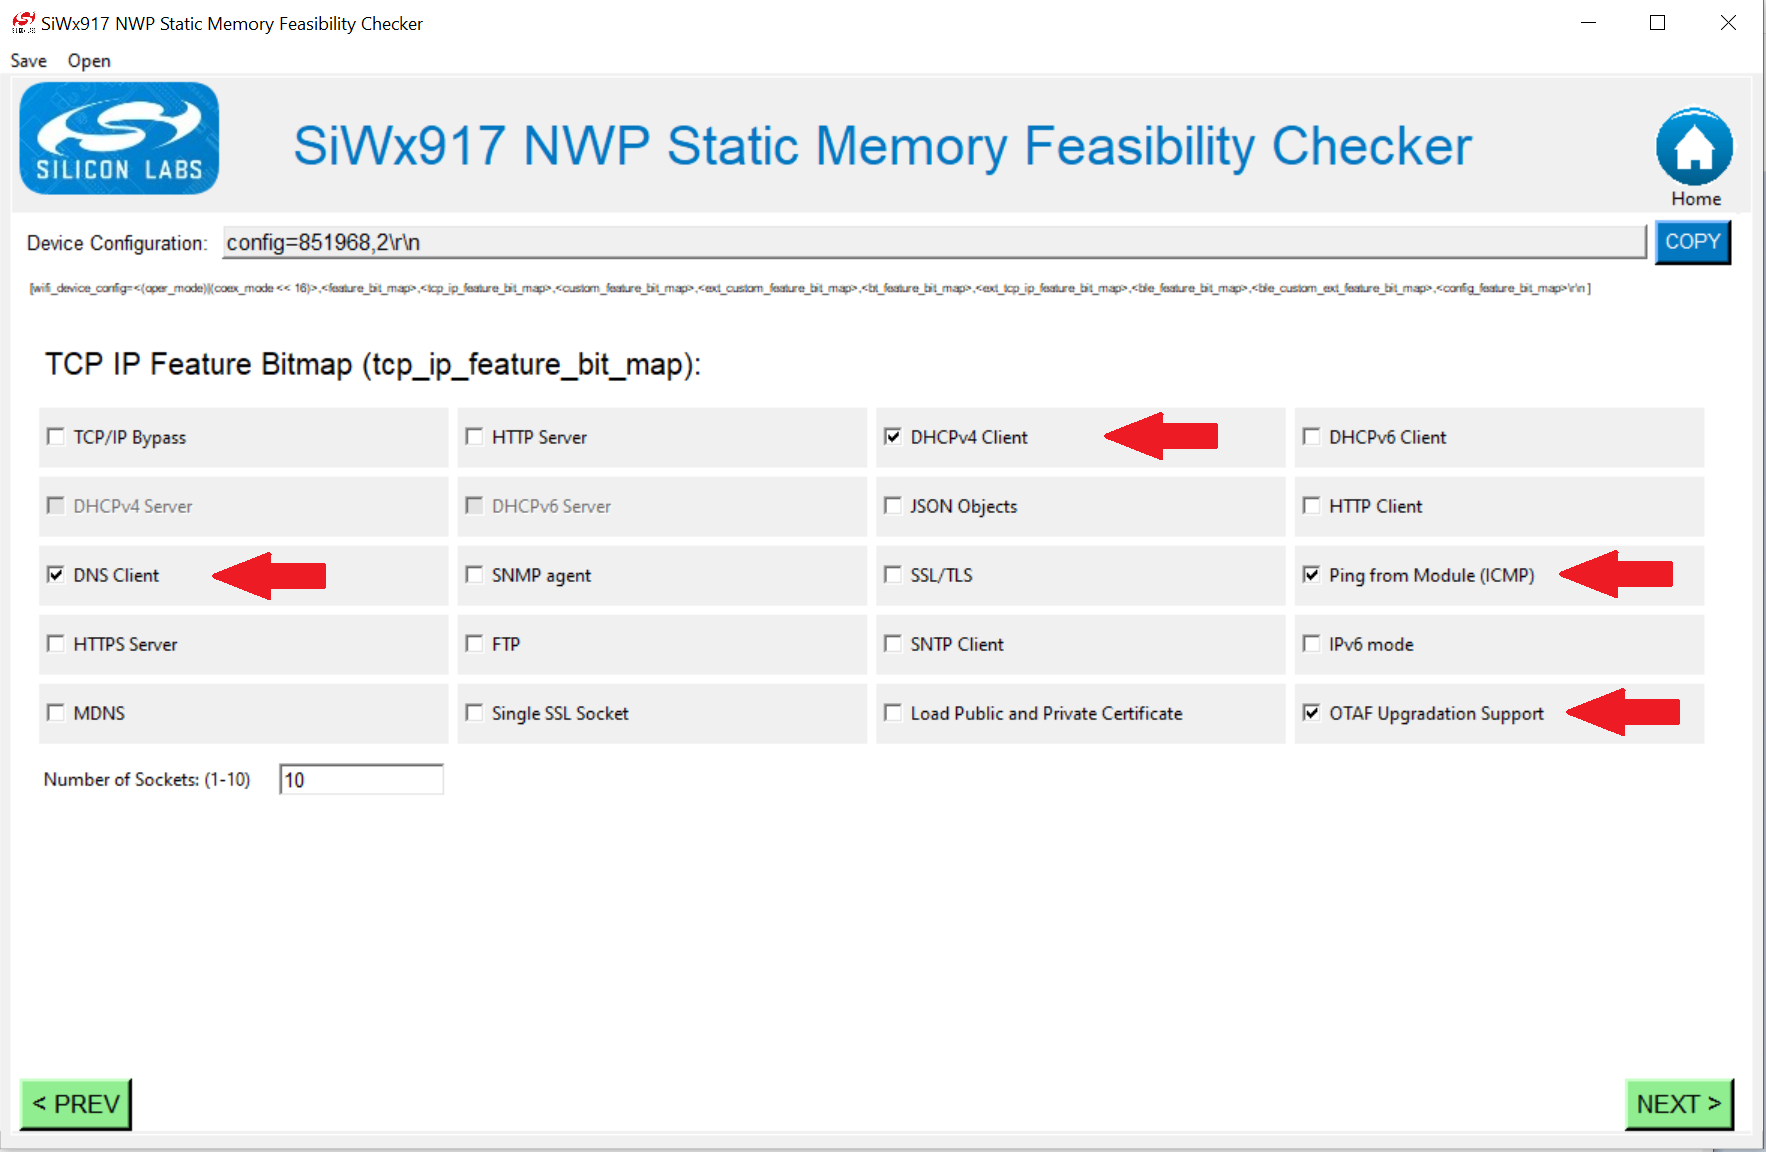 SiWx917 NWP Static Memory Feasibility Checker
Save Open
SILICON LABS
SiWx917 NWP Static Memory Feasibility Checker
Home
Device Configuration: config=851968,2\r\n COPY
[wifi_device_config=<(oper_mode)|(coex_mode << 16)>,<feature_bit_map>,<tcp_ip_feature_bit_map>,<custom_feature_bit_map>,<ext_custom_feature_bit_map>,<bt_feature_bit_map>,<ext_tcp_ip_feature_bit_map>,<ble_feature_bit_map>,<ble_custom_ext_feature_bit_map>,<config_feature_bit_map>\r\n ]
TCP IP Feature Bitmap (tcp_ip_feature_bit_map):
TCP/IP Bypass HTTP Server DHCPv4 Client DHCPv6 Client
DHCPv4 Server DHCPv6 Server JSON Objects HTTP Client
DNS Client SNMP agent SSL/TLS Ping from Module (ICMP)
HTTPS Server FTP SNTP Client IPv6 mode
MDNS Single SSL Socket Load Public and Private Certificate OTAF Upgradation Support
Number of Sockets: (1-10) 10
< PREV NEXT >